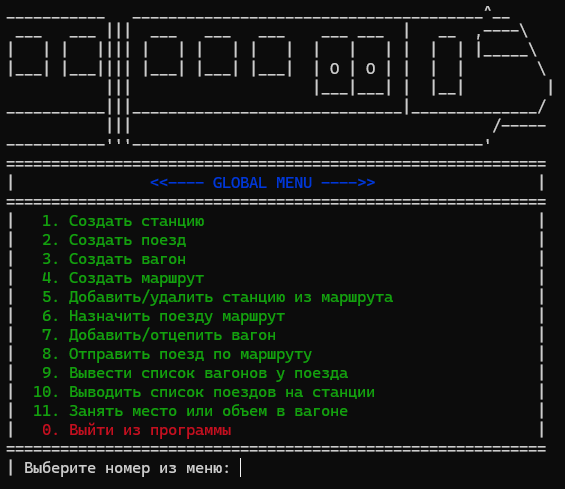 <<---- GLOBAL MENU ---->>
1. Создать станцию
2. Создать поезд
3. Создать вагон
4. Создать маршрут
5. Добавить/удалить станцию из маршрута
6. Назначить поезду маршрут
7. Добавить/отцепить вагон
8. Отправить поезд по маршруту
9. Вывести список вагонов у поезда
10. Выводить список поездов на станции
11. Занять место или объем в вагоне
0. Выйти из программы
Выберите номер из меню: